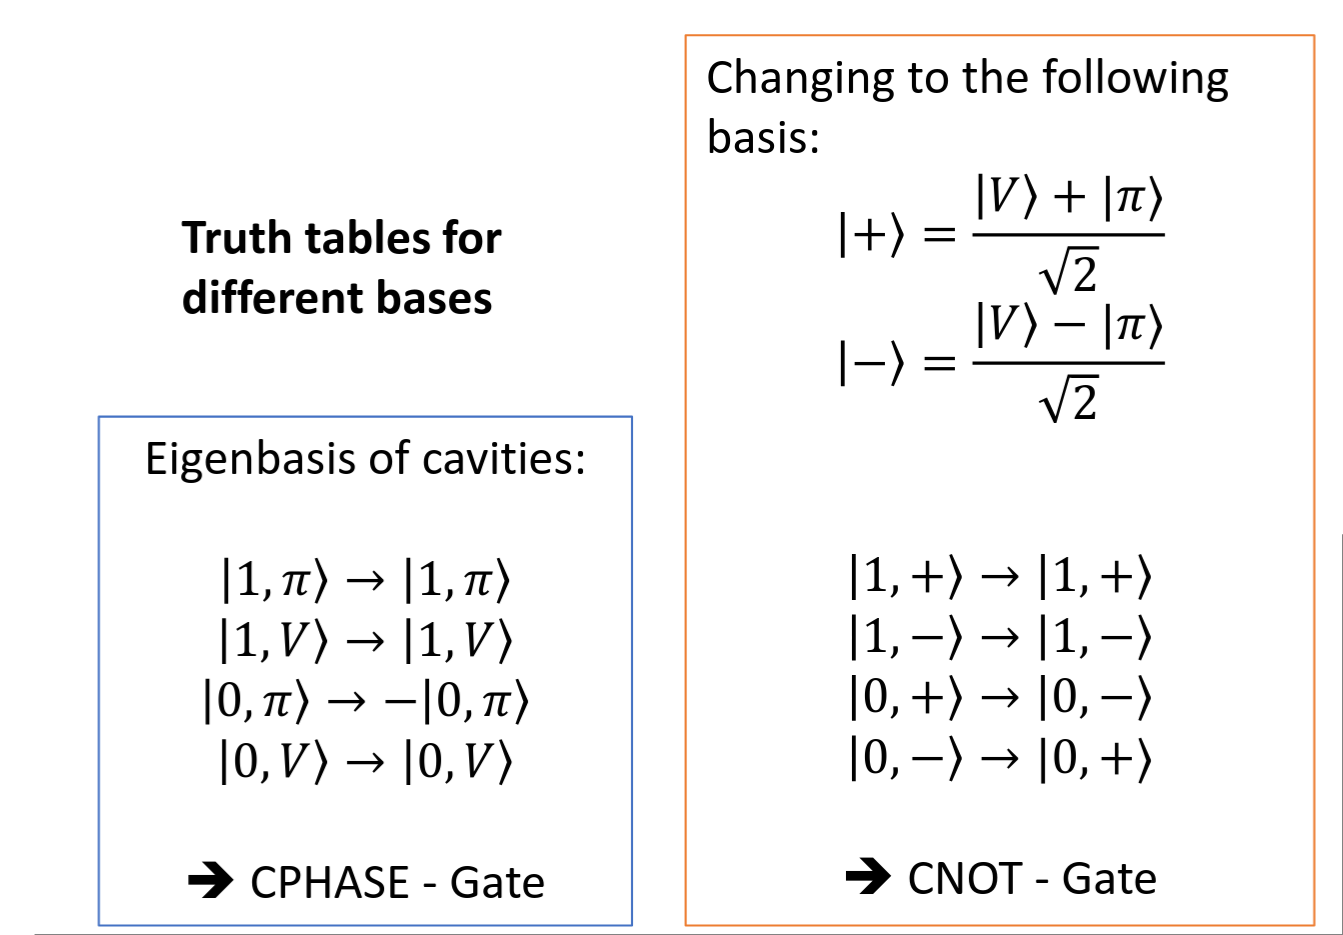 Truth tables for
different bases
Eigenbasis of cavities:
|1, π⟩ → |1, π⟩
|1, V⟩ → |1, V⟩
|0, π⟩ → −|0, π⟩
|0, V⟩ → |0, V⟩
🡺 CPHASE - Gate
Changing to the following
basis:
|+⟩ = (|V⟩ + |π⟩)/√2
|−⟩ = (|V⟩ − |π⟩)/√2
|1, +⟩ → |1, +⟩
|1, −⟩ → |1, −⟩
|0, +⟩ → |0, −⟩
|0, −⟩ → |0, +⟩
🡺 CNOT - Gate